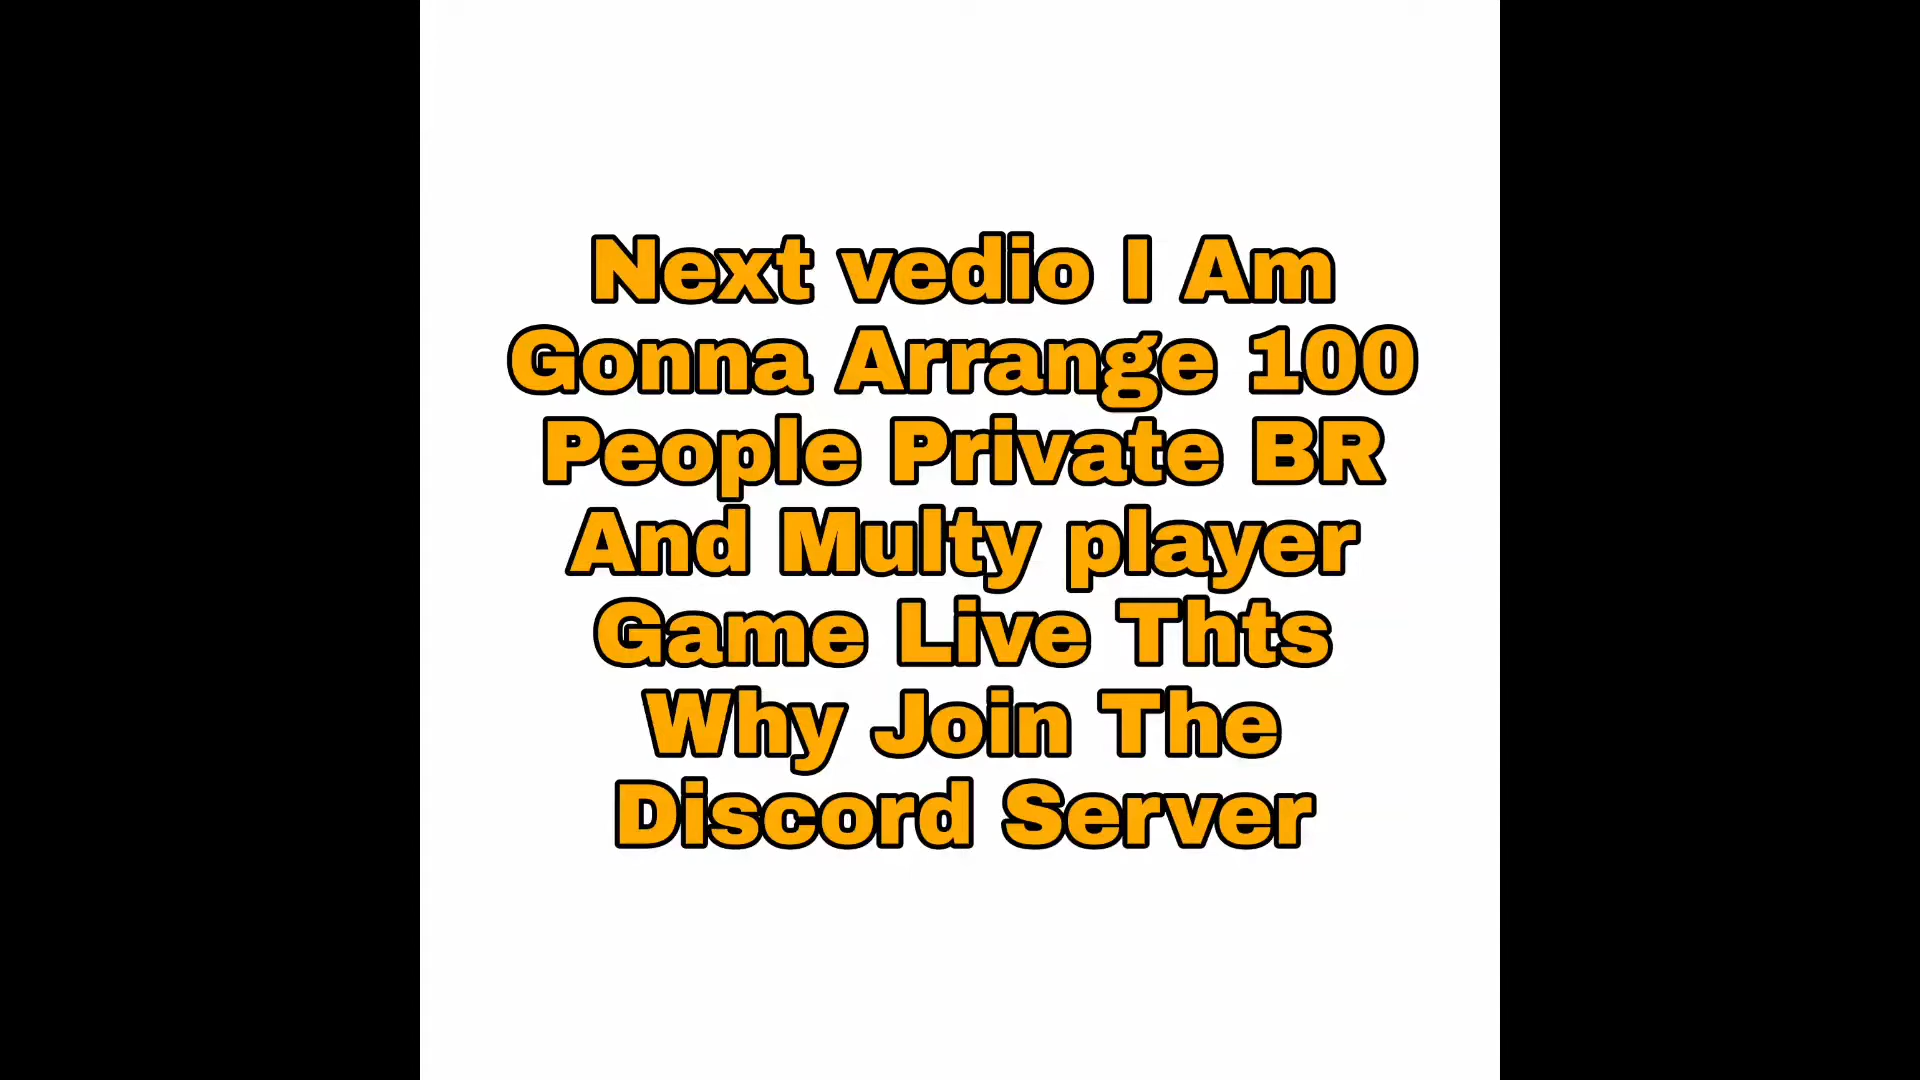 Next vedio I Am
Gonna Arrange 100
People Private BR
And Multy player
Game Live Thts
Why Join The
Discord Server